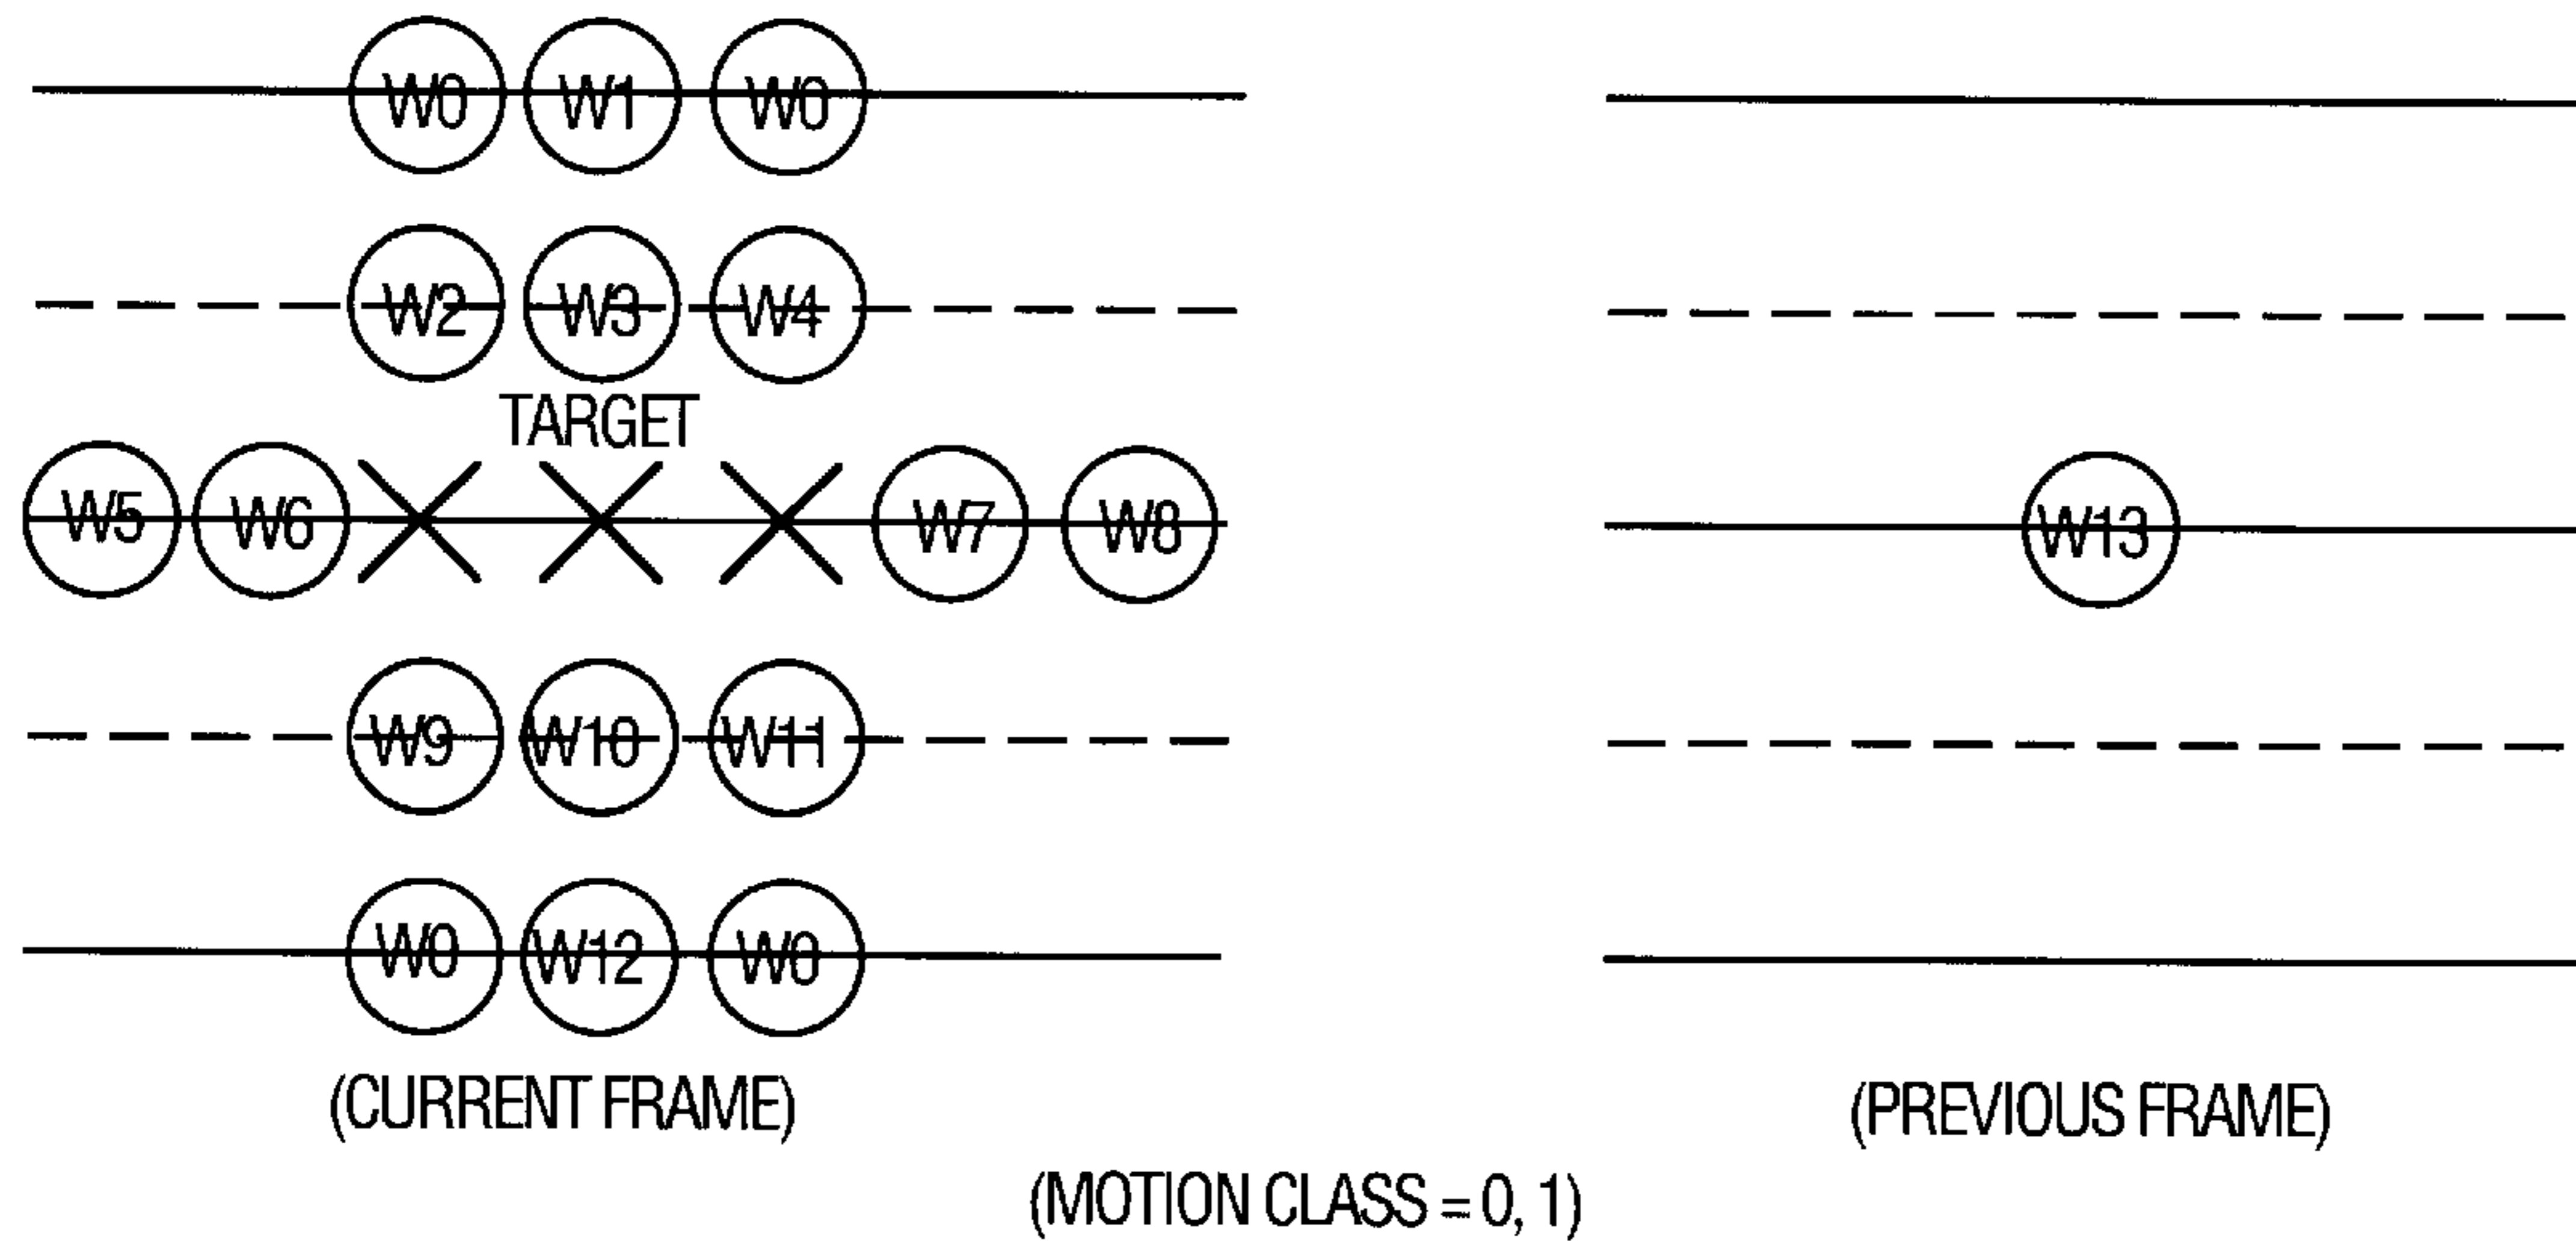 W0 W1 W0
W2 W3 W4
TARGET
W5 W6 W7 W8 W13
W9 W10 W11
W0 W12 W0
(CURRENT FRAME) (PREVIOUS FRAME)
(MOTION CLASS = 0, 1)